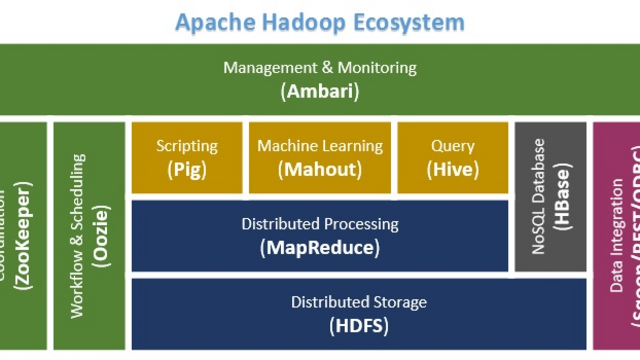 Apache Hadoop Ecosystem
Management & Monitoring
(Ambari)
(ZooKeeper)
Workflow & Scheduling
(Oozie)
Scripting
(Pig)
Machine Learning
(Mahout)
Query
(Hive)
Distributed Processing
(MapReduce)
Distributed Storage
(HDFS)
NoSQL Database
(HBase)
Data Integration